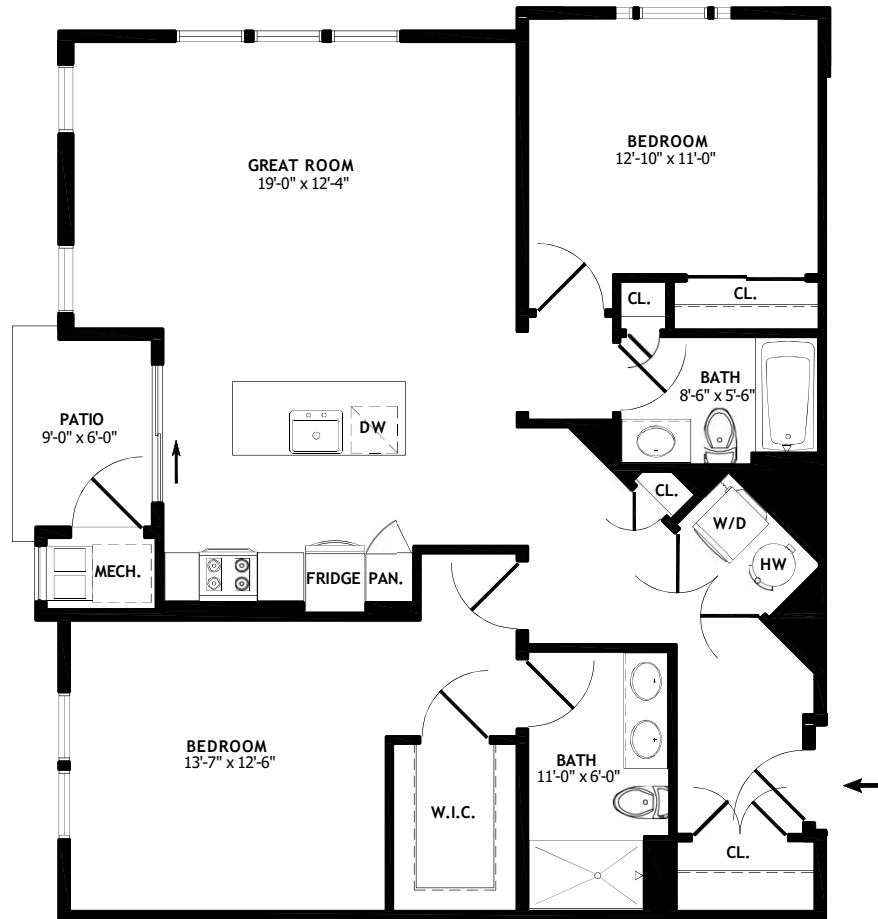 BEDROOM
12'-10" x 11'-0"
GREAT ROOM
19'-0" x 12'-4"
CL.
CL.
BATH
8'-6" x 5'-6"
PATIO
9'-0" x 6'-0"
DW
CL.
W/D
HW
MECH.
FRIDGE
PAN.
BEDROOM
13'-7" x 12'-6"
BATH
11'-0" x 6'-0"
W.I.C.
CL.